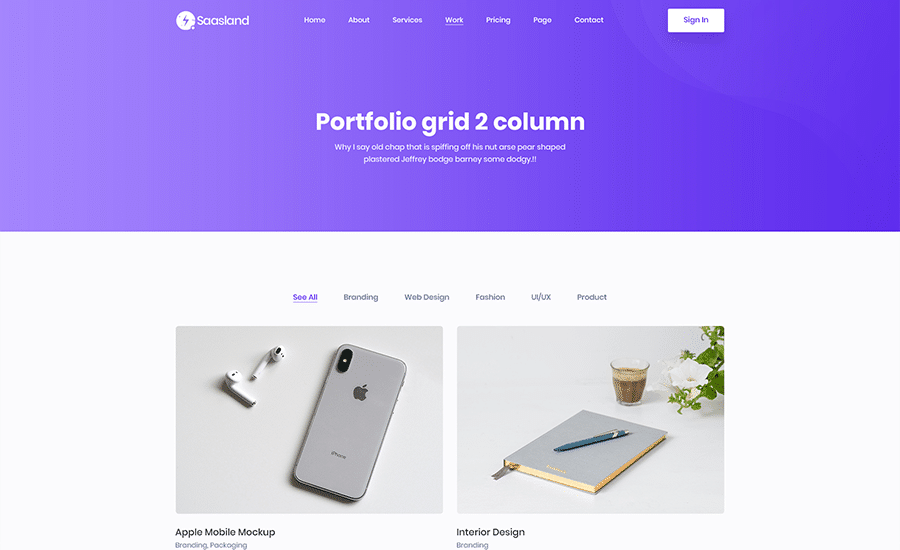 Saasland
Home About Services Work Pricing Page Contact
Sign In
Portfolio grid 2 column
Why I say old chap that is spiffing off his nut arse pear shaped
plastered Jeffrey bodge barney some dodgy.!!
See All Branding Web Design Fashion UI/UX Product
iPhone
Apple Mobile Mockup
Branding, Packaging
Interior Design
Branding